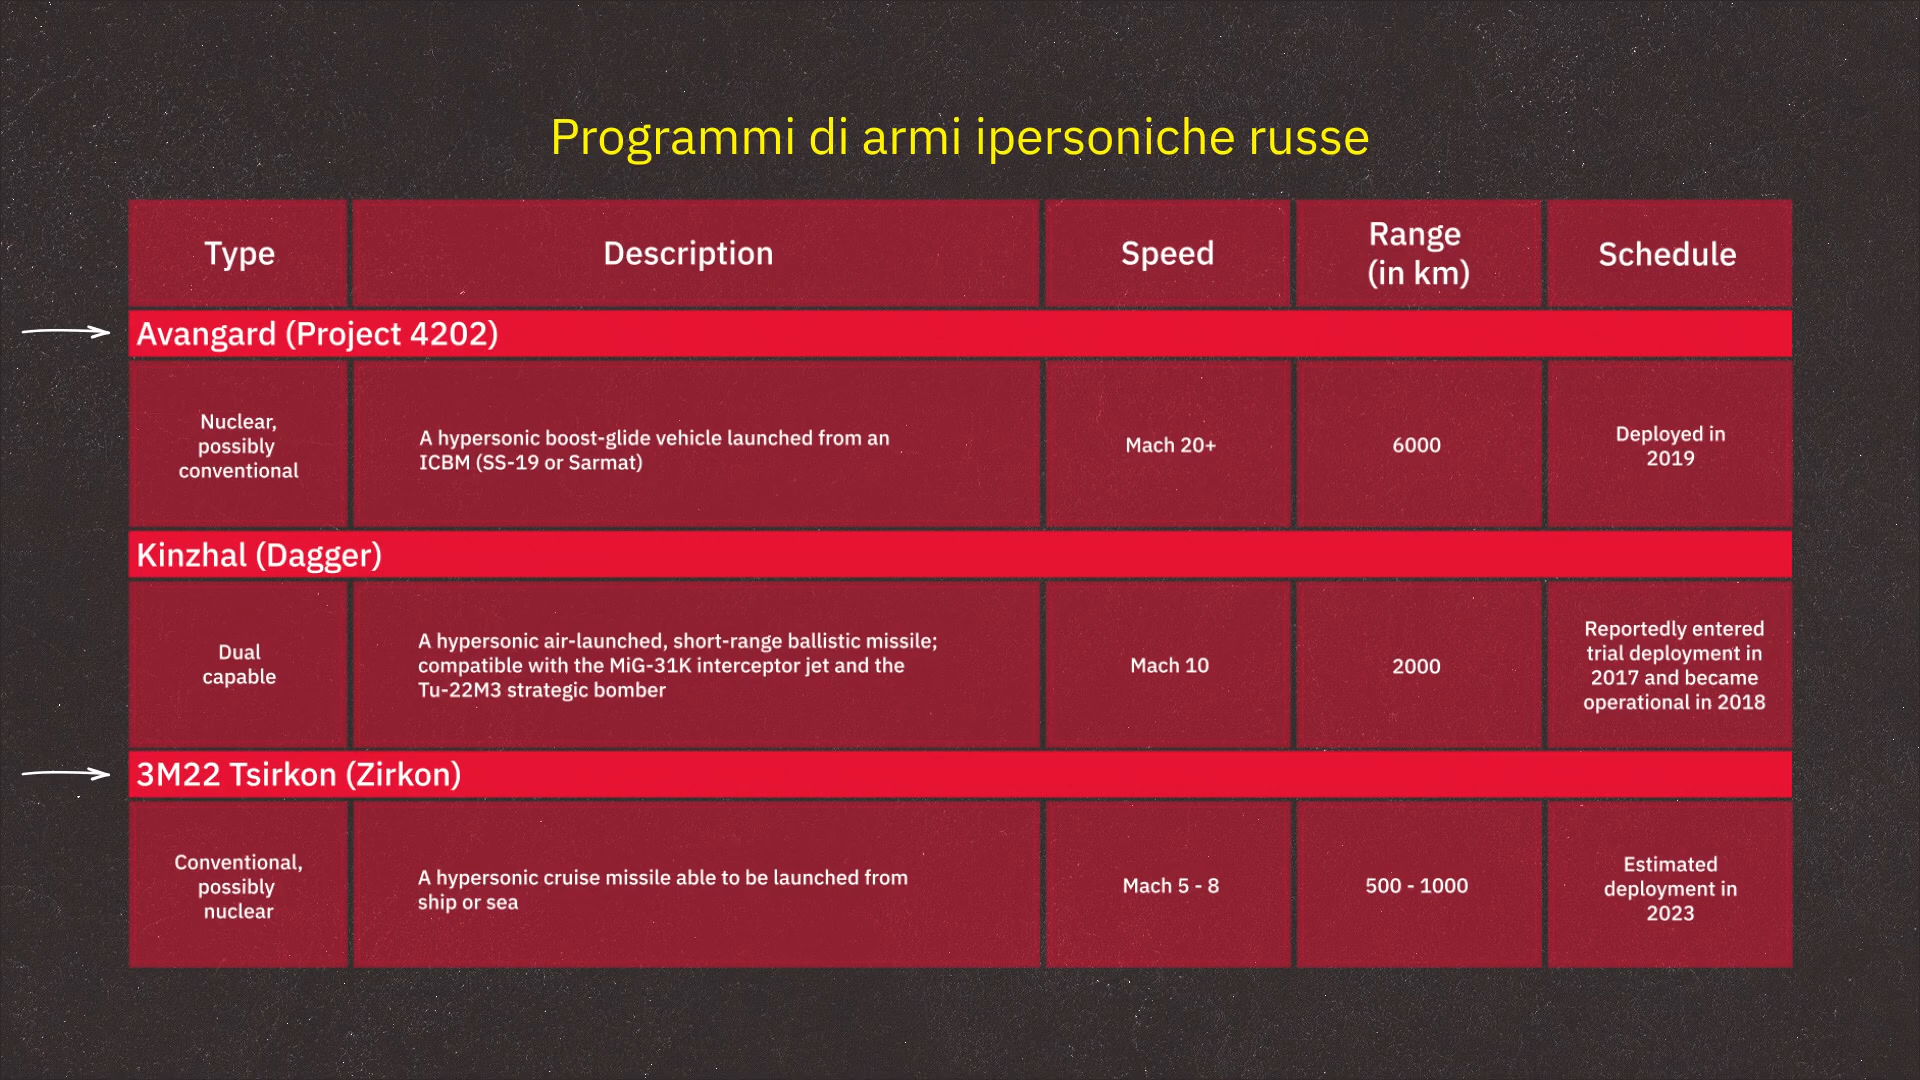 Programmi di armi ipersoniche russe
Type
Description
Speed
Range
(in km)
Schedule
Avangard (Project 4202)
Nuclear,
possibly
conventional
A hypersonic boost-glide vehicle launched from an
ICBM (SS-19 or Sarmat)
Mach 20+
6000
Deployed in
2019
Kinzhal (Dagger)
Dual
capable
A hypersonic air-launched, short-range ballistic missile;
compatible with the MiG-31K interceptor jet and the
Tu-22M3 strategic bomber
Mach 10
2000
Reportedly entered
trial deployment in
2017 and became
operational in 2018
3M22 Tsirkon (Zirkon)
Conventional,
possibly
nuclear
A hypersonic cruise missile able to be launched from
ship or sea
Mach 5 - 8
500 - 1000
Estimated
deployment in
2023